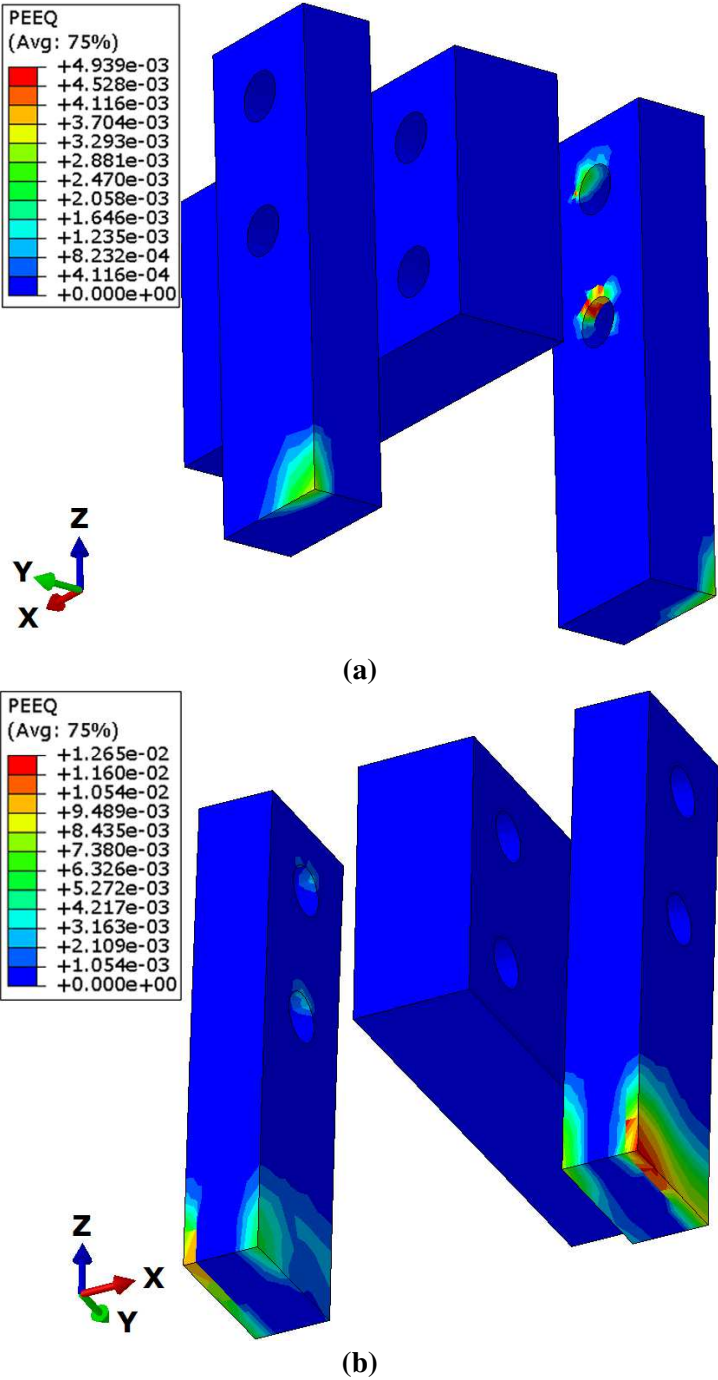 PEEQ
(Avg: 75%)
+4.939e-03
+4.528e-03
+4.116e-03
+3.704e-03
+3.293e-03
+2.881e-03
+2.470e-03
+2.058e-03
+1.646e-03
+1.235e-03
+8.232e-04
+4.116e-04
+0.000e+00
Z
Y
X
(a)
PEEQ
(Avg: 75%)
+1.265e-02
+1.160e-02
+1.054e-02
+9.489e-03
+8.435e-03
+7.380e-03
+6.326e-03
+5.272e-03
+4.217e-03
+3.163e-03
+2.109e-03
+1.054e-03
+0.000e+00
Z
X
Y
(b)